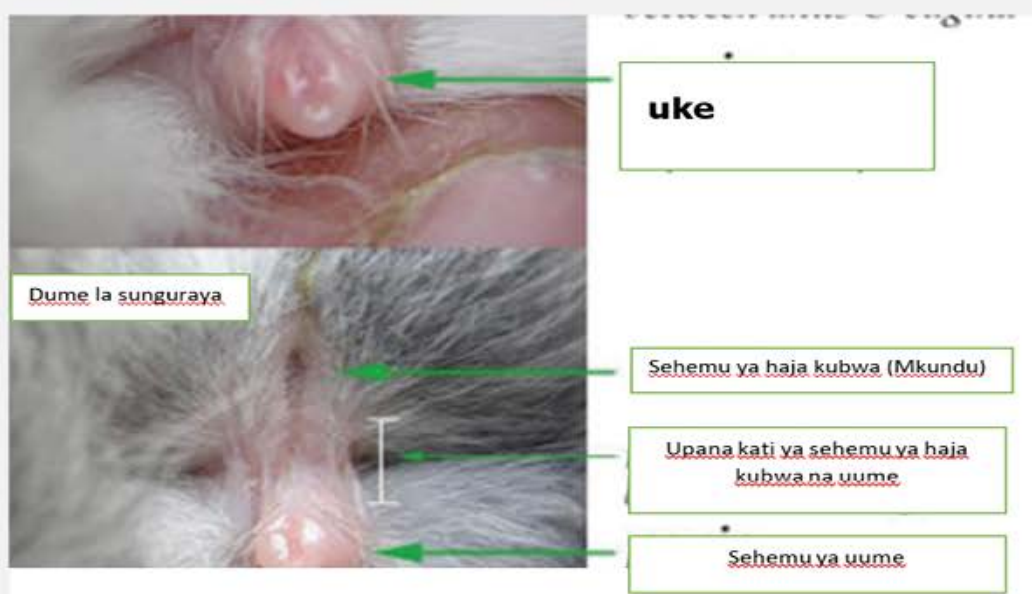 uke
Dume la sunguraya
Sehemu ya haja kubwa (Mkundu)
Upana kati ya sehemu ya haja
kubwa na uume
Sehemu ya uume